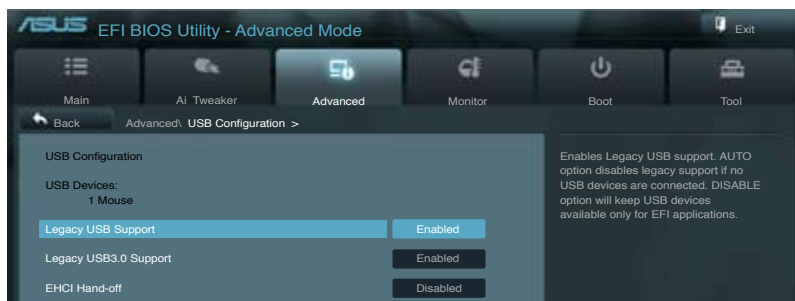 ASUS EFI BIOS Utility - Advanced Mode
Exit
Main
Ai Tweaker
Advanced
Monitor
Boot
Tool
Back
Advanced\ USB Configuration >
USB Configuration
USB Devices:
1 Mouse
Legacy USB Support Enabled
Legacy USB3.0 Support Enabled
EHCI Hand-off Disabled
Enables Legacy USB support. AUTO
option disables legacy support if no
USB devices are connected. DISABLE
option will keep USB devices
available only for EFI applications.